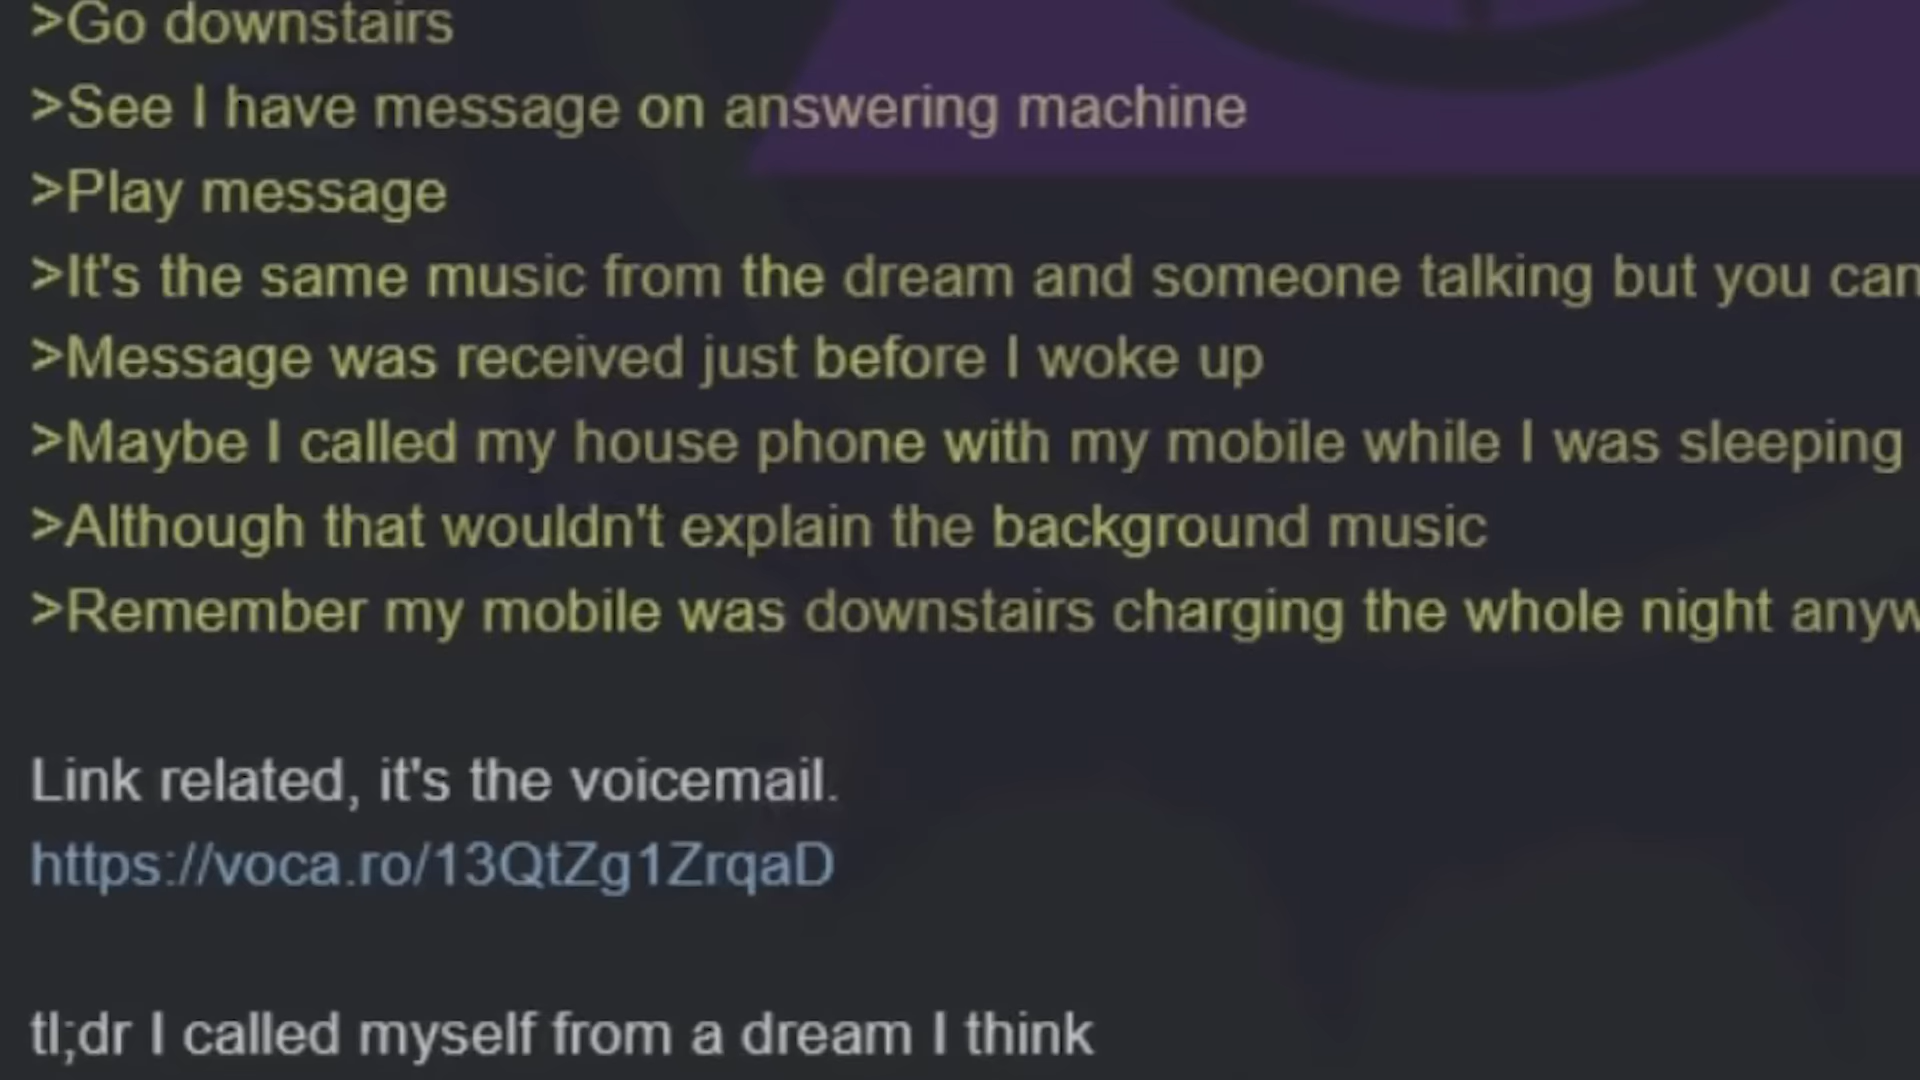 >Go downstairs
>See I have message on answering machine
>Play message
>It's the same music from the dream and someone talking but you can
>Message was received just before I woke up
>Maybe I called my house phone with my mobile while I was sleeping
>Although that wouldn't explain the background music
>Remember my mobile was downstairs charging the whole night anyw
Link related, it's the voicemail.
https://voca.ro/13QtZg1ZrqaD
tl;dr I called myself from a dream I think